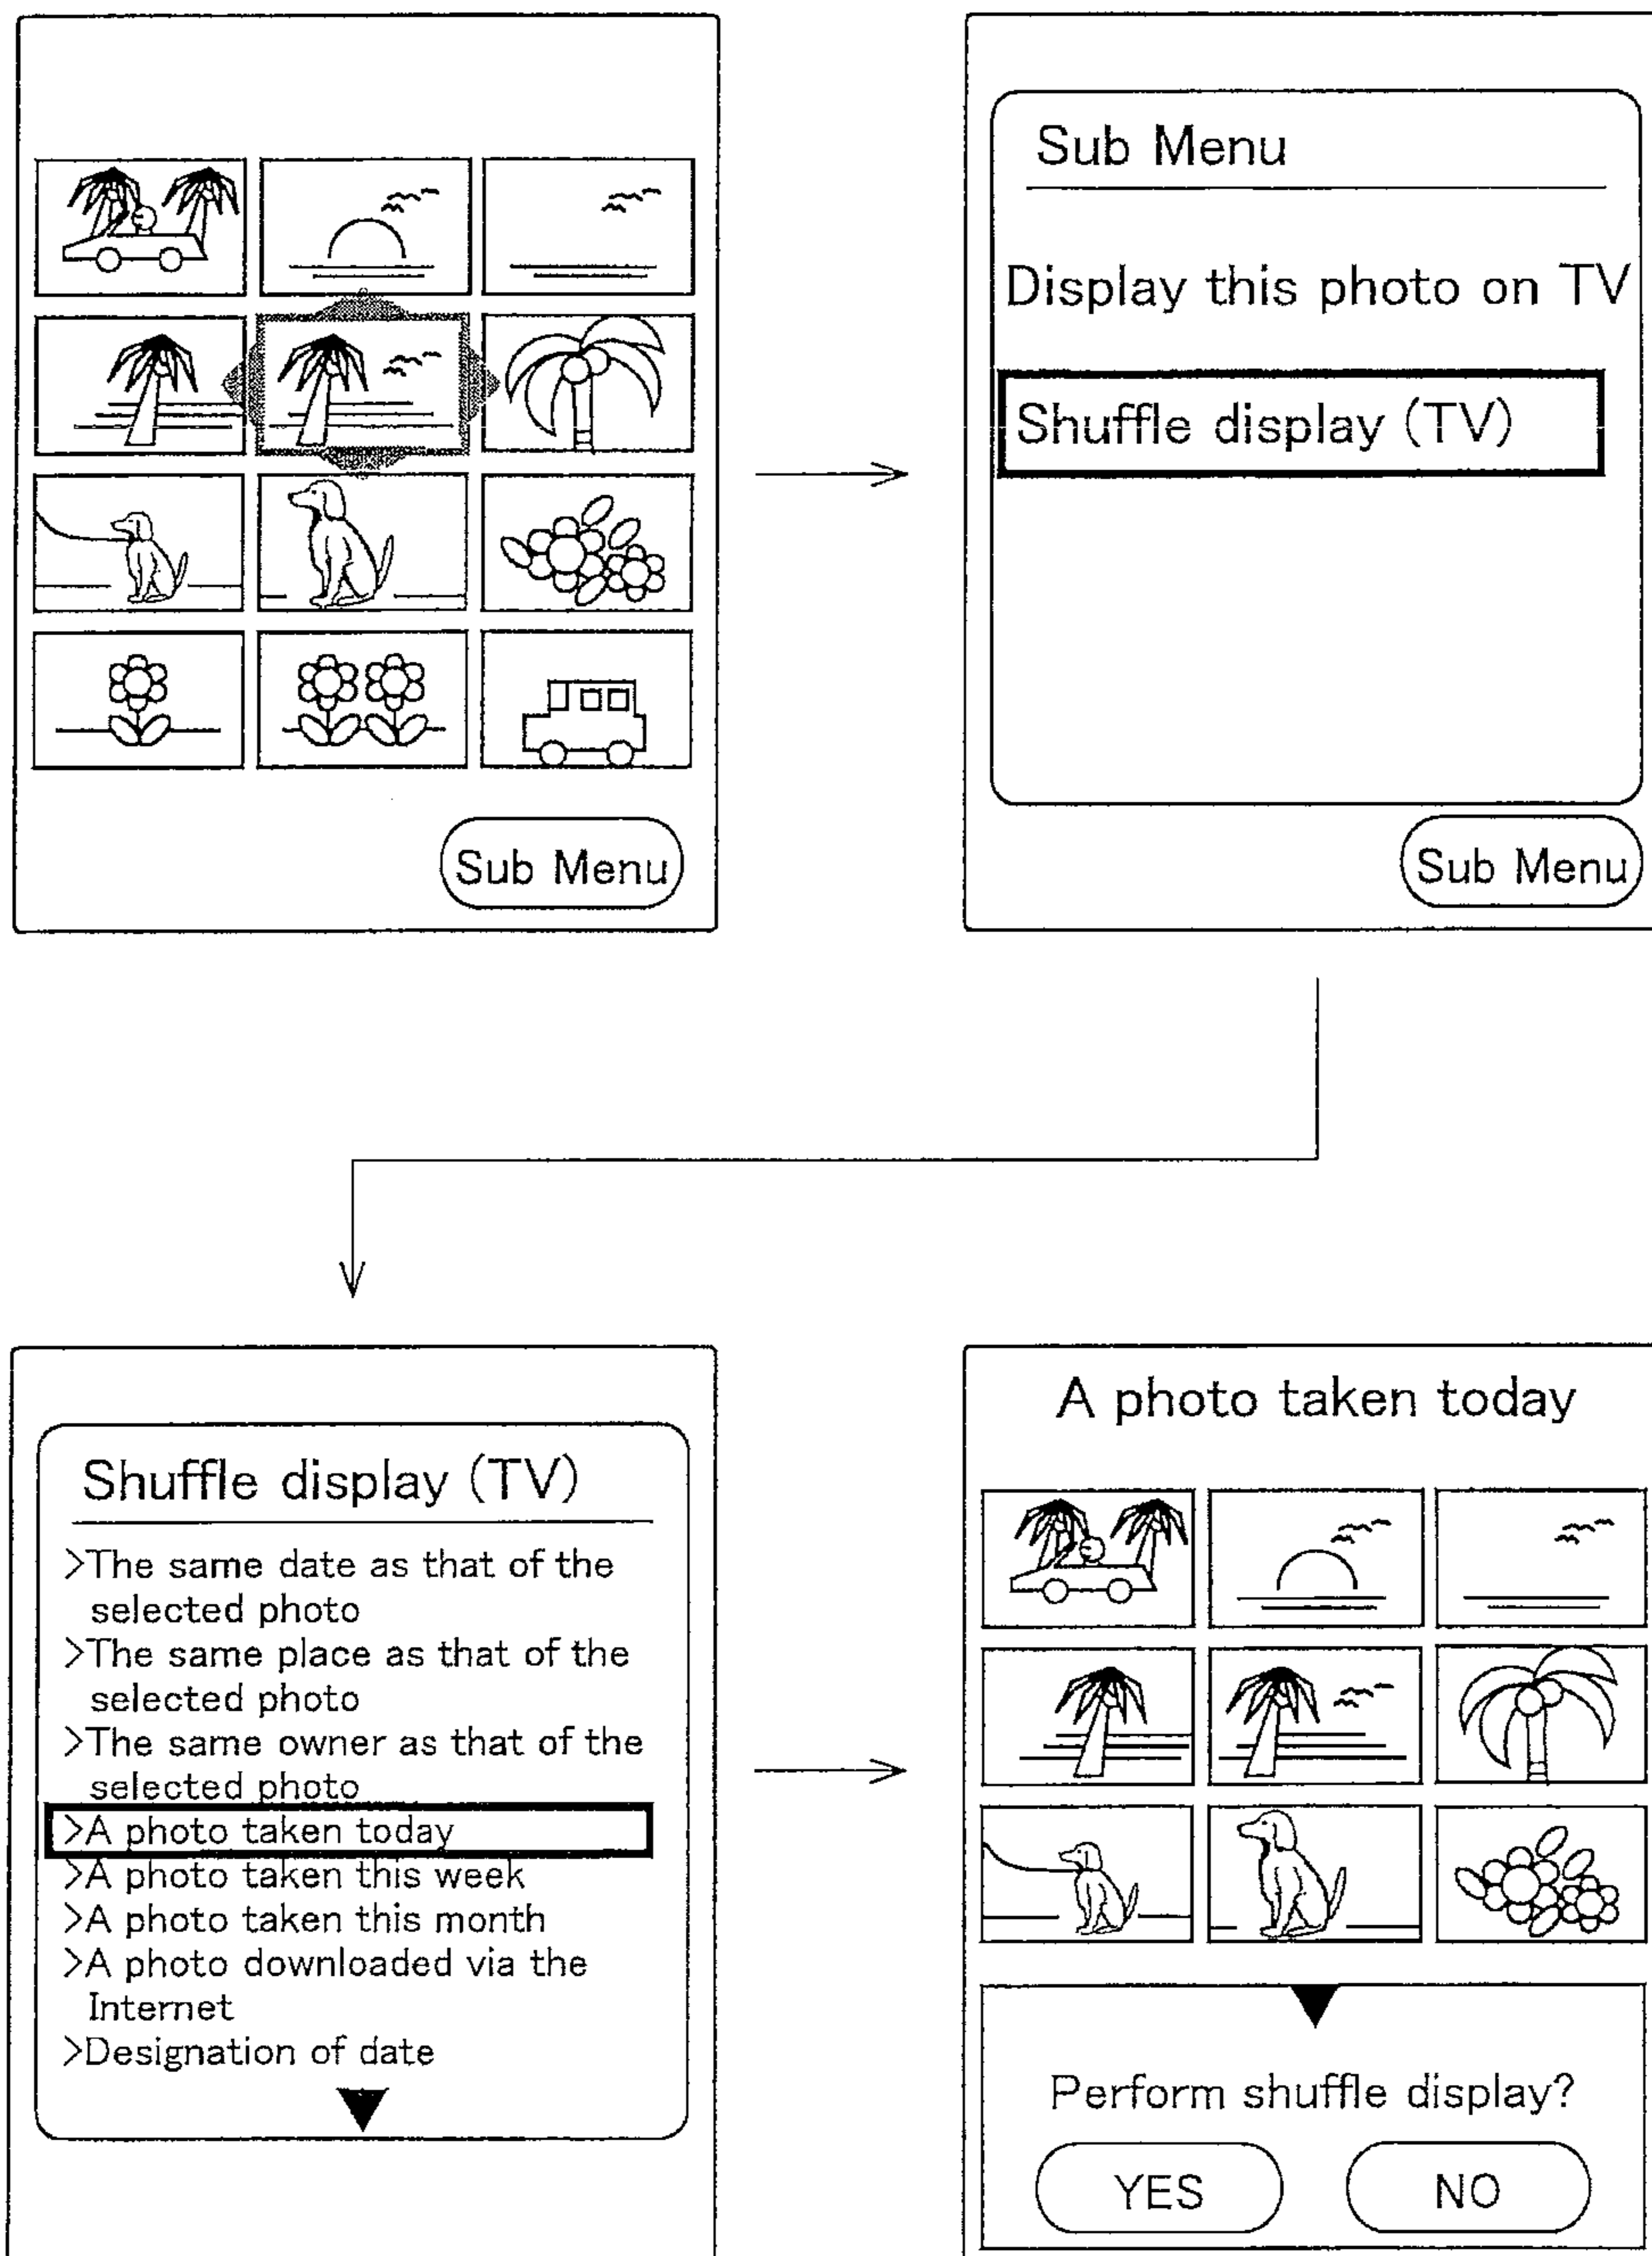 Sub Menu
Sub Menu
Display this photo on TV
Shuffle display (TV)
Sub Menu
Shuffle display (TV)
>The same date as that of the
selected photo
>The same place as that of the
selected photo
>The same owner as that of the
selected photo
>A photo taken today
>A photo taken this week
>A photo taken this month
>A photo downloaded via the
Internet
>Designation of date
A photo taken today
Perform shuffle display?
YES NO